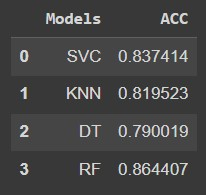 Models ACC
0 SVC 0.837414
1 KNN 0.819523
2 DT 0.790019
3 RF 0.864407